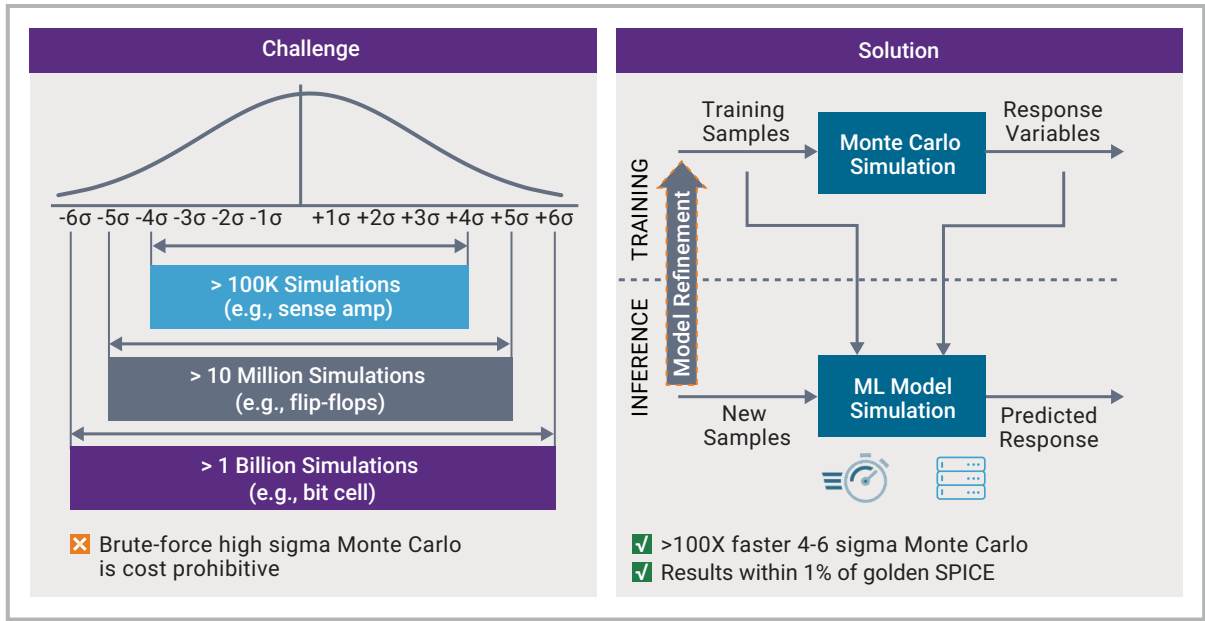 Challenge
-6σ -5σ -4σ -3σ -2σ -1σ +1σ +2σ +3σ +4σ +5σ +6σ
> 100K Simulations
(e.g., sense amp)
> 10 Million Simulations
(e.g., flip-flops)
> 1 Billion Simulations
(e.g., bit cell)
Brute-force high sigma Monte Carlo
is cost prohibitive
Solution
TRAINING
INFERENCE
Model Refinement
Training
Samples
Monte Carlo
Simulation
Response
Variables
New
Samples
ML Model
Simulation
Predicted
Response
>100X faster 4-6 sigma Monte Carlo
Results within 1% of golden SPICE